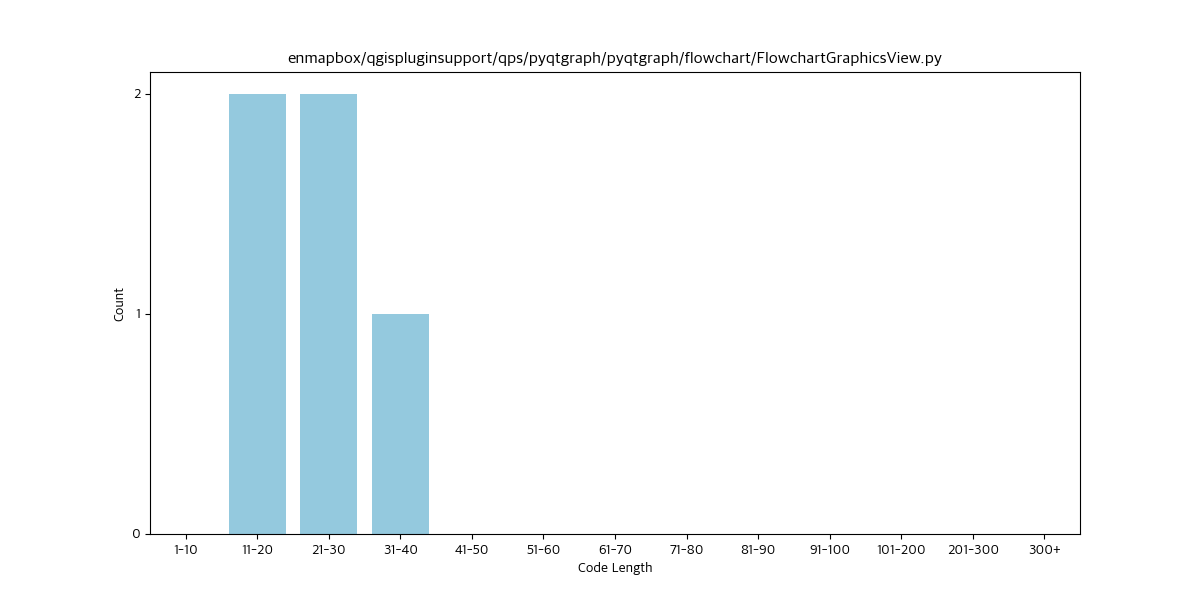 enmapbox/qgispluginsupport/qps/pyqtgraph/pyqtgraph/flowchart/FlowchartGraphicsView.py
Count
2
1
0
1-10 11-20 21-30 31-40 41-50 51-60 61-70 71-80 81-90 91-100 101-200 201-300 300+
Code Length